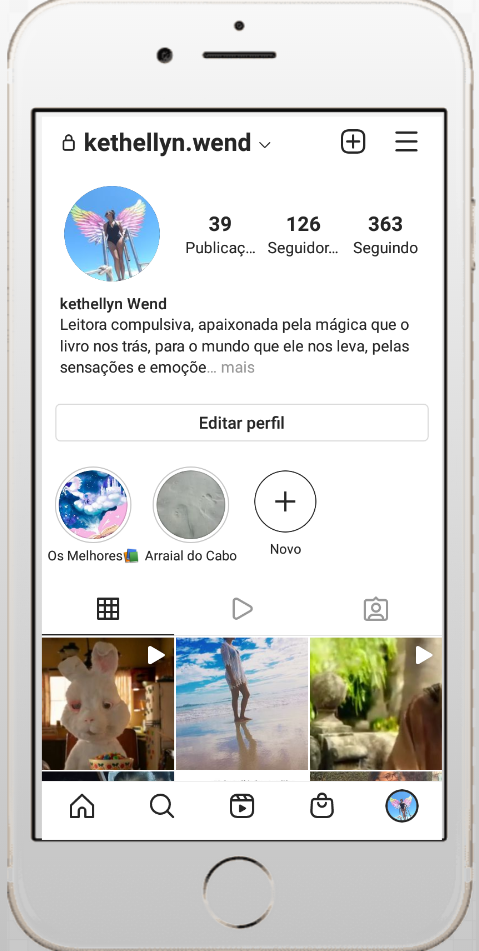 kethellyn.wend
39 126 363
Publicaç... Seguidor... Seguindo
kethellyn Wend
Leitora compulsiva, apaixonada pela mágica que o
livro nos trás, para o mundo que ele nos leva, pelas
sensações e emoçõe... mais
Editar perfil
Os Melhores📚 Arraial do Cabo Novo